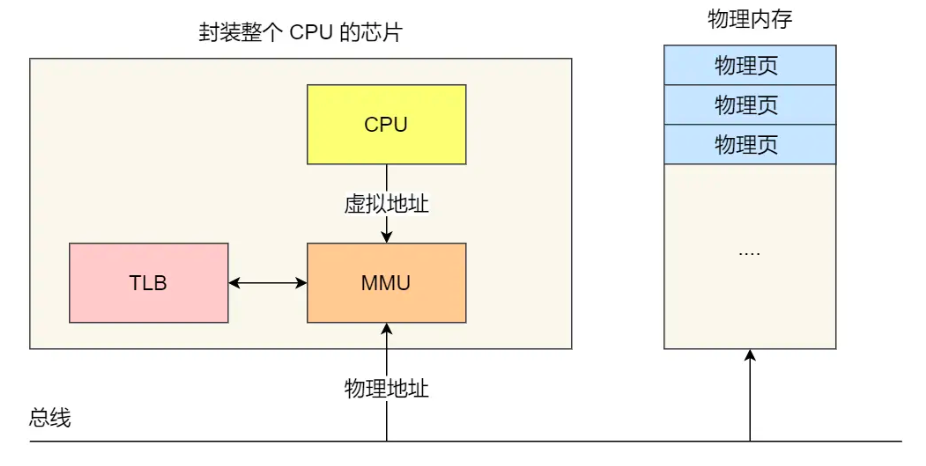 封装整个 CPU 的芯片
物理内存
物理页
物理页
物理页
CPU
虚拟地址
TLB
MMU
....
物理地址
总线